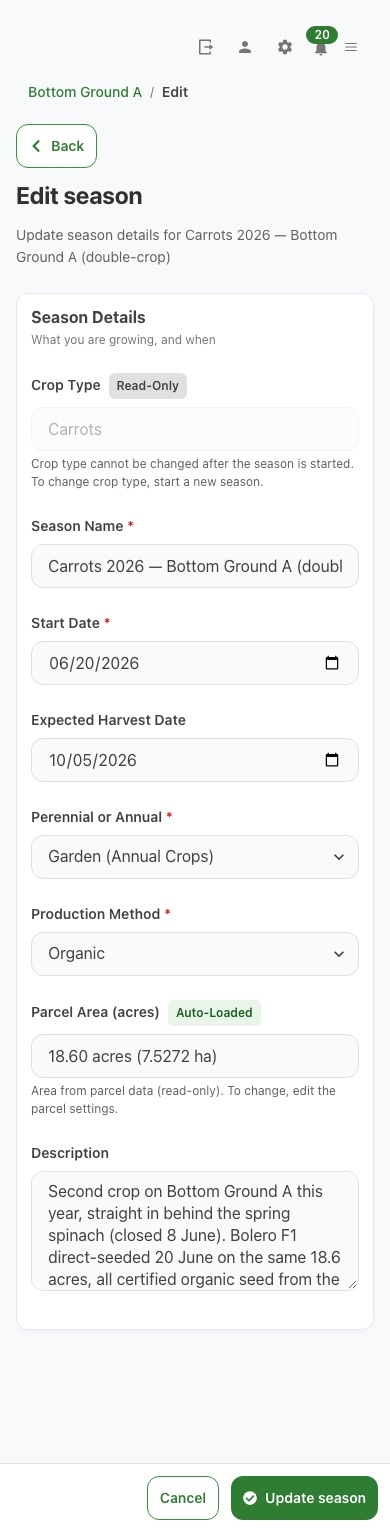 20
Bottom Ground A / Edit
Back
Edit season
Update season details for Carrots 2026 — Bottom
Ground A (double-crop)
Season Details
What you are growing, and when
Crop Type Read-Only
Carrots
Crop type cannot be changed after the season is started.
To change crop type, start a new season.
Season Name *
Carrots 2026 — Bottom Ground A (doubl
Start Date *
06/20/2026
Expected Harvest Date
10/05/2026
Perennial or Annual *
Garden (Annual Crops)
Production Method *
Organic
Parcel Area (acres) Auto-Loaded
18.60 acres (7.5272 ha)
Area from parcel data (read-only). To change, edit the
parcel settings.
Description
Second crop on Bottom Ground A this
year, straight in behind the spring
spinach (closed 8 June). Bolero F1
direct-seeded 20 June on the same 18.6
acres, all certified organic seed from the
Cancel
Update season